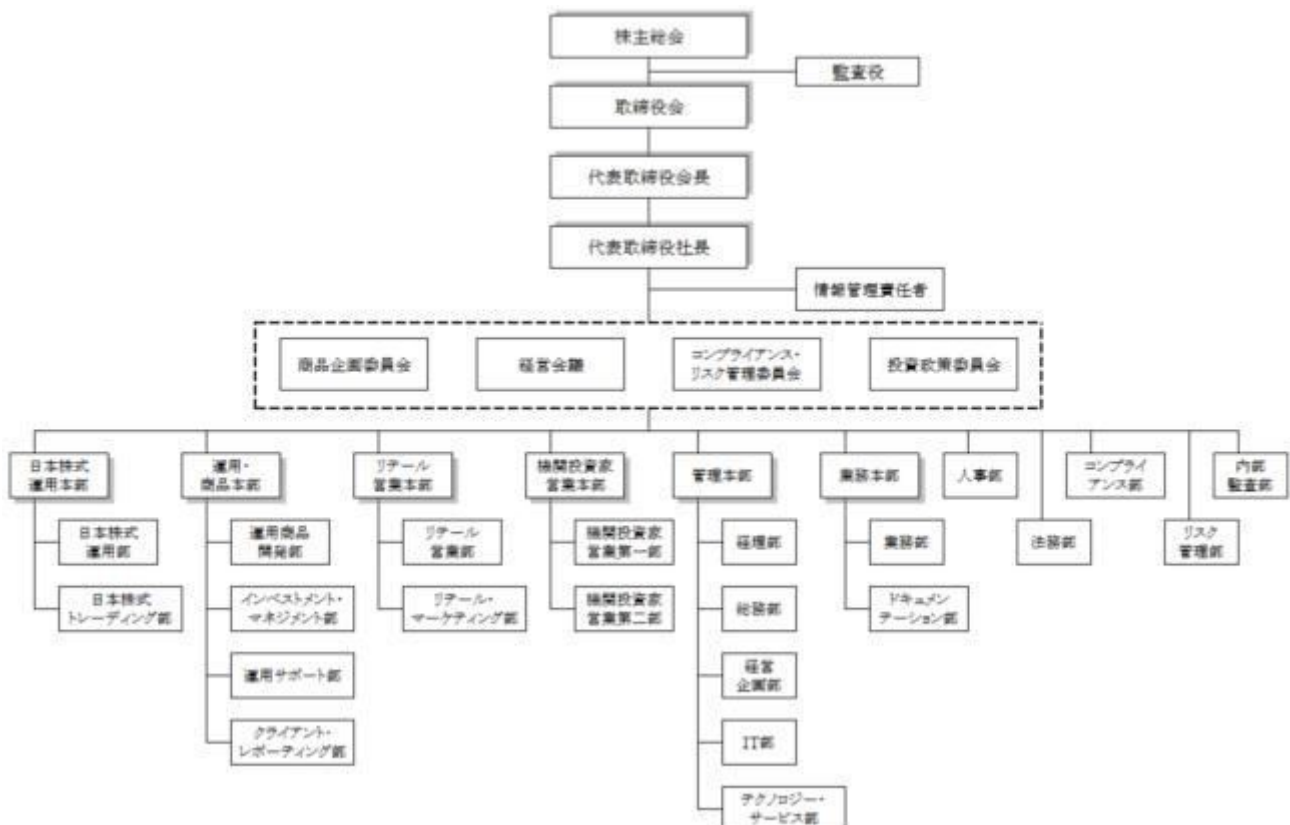 株主総会
監査役
取締役会
代表取締役会長
代表取締役社長
情報管理責任者
商品企画委員会
経営会議
コンプライアンス・
リスク管理委員会
投資政策委員会
日本株式
運用本部
運用・
商品本部
リテール
営業本部
機関投資家
営業本部
管理本部
業務本部
人事部
コンプライ
アンス部
内部
監査部
日本株式
運用部
運用商品
開発部
リテール
営業部
機関投資家
営業第一部
経理部
業務部
法務部
リスク
管理部
日本株式
トレーディング部
インベストメント・
マネジメント部
リテール・
マーケティング部
機関投資家
営業第二部
総務部
ドキュメン
テーション部
運用サポート部
経営
企画部
クライアント・
レポーティング部
IT部
テクノロジー・
サービス部